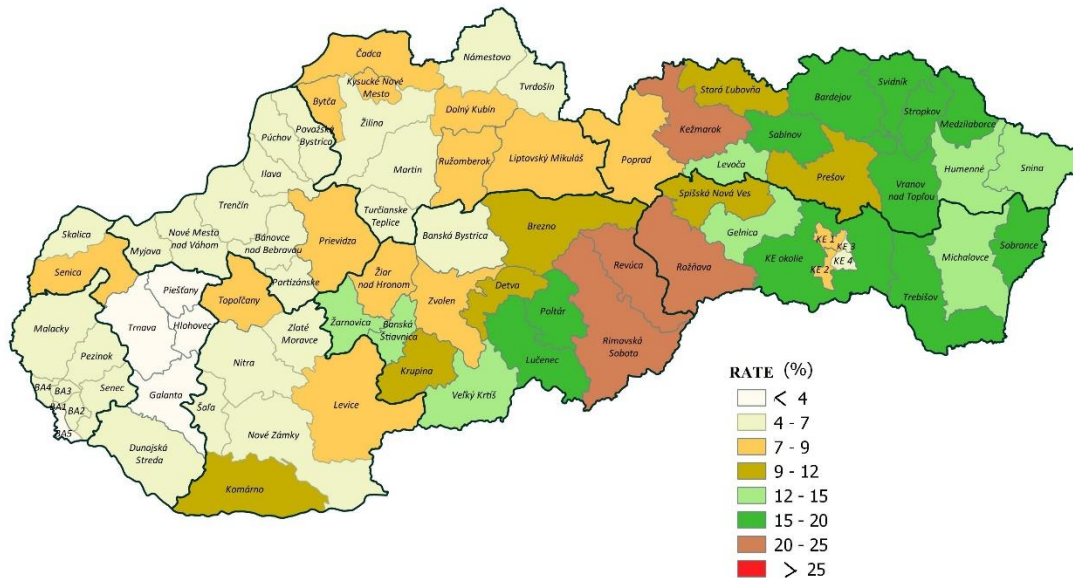 Čadca
Námestovo
Tvrdošín
Kysucké Nové
Mesto
Bytča
Žilina
Dolný Kubín
Púchov
Považská
Bystrica
Ilava
Martin
Ružomberok
Liptovský Mikuláš
Poprad
Kežmarok
Stará Ľubovňa
Bardejov
Svidník
Stropkov
Medzilaborce
Sabinov
Levoča
Prešov
Humenné
Snina
Vranov
nad Topľou
Trenčín
Turčianske
Teplice
Banská Bystrica
Brezno
Spišská Nová Ves
Gelnica
Skalica
Myjava
Nové Mesto
nad Váhom
Bánovce
nad Bebravou
Prievidza
Partizánske
Žiar
nad Hronom
Zvolen
Detva
Revúca
Rožňava
KE okolie
KE 1
KE 3
KE 4
KE 2
Michalovce
Sobrance
Trebišov
Senica
Piešťany
Topoľčany
Trnava
Hlohovec
Zlaté
Moravce
Žarnovica
Banská
Štiavnica
Poltár
Rimavská
Sobota
Lučenec
Krupina
Veľký Krtíš
Malacky
Pezinok
Senec
Nitra
Levice
Galanta
Šaľa
BA4
BA3
BA1
BA2
BA5
Dunajská
Streda
Nové Zámky
Komárno
RATE (%)
< 4
4 - 7
7 - 9
9 - 12
12 - 15
15 - 20
20 - 25
> 25